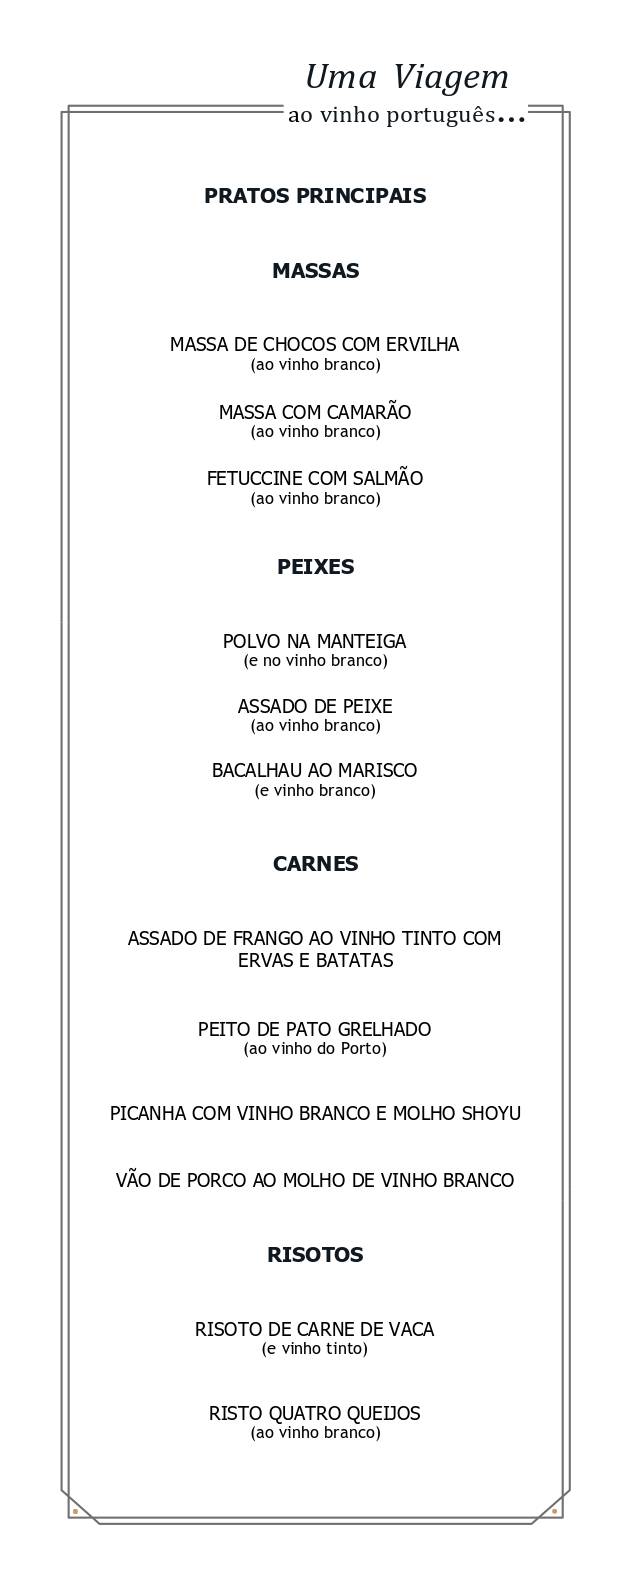 Uma Viagem
ao vinho português...
PRATOS PRINCIPAIS
MASSAS
MASSA DE CHOCOS COM ERVILHA
(ao vinho branco)
MASSA COM CAMARÃO
(ao vinho branco)
FETUCCINE COM SALMÃO
(ao vinho branco)
PEIXES
POLVO NA MANTEIGA
(e no vinho branco)
ASSADO DE PEIXE
(ao vinho branco)
BACALHAU AO MARISCO
(e vinho branco)
CARNES
ASSADO DE FRANGO AO VINHO TINTO COM
ERVAS E BATATAS
PEITO DE PATO GRELHADO
(ao vinho do Porto)
PICANHA COM VINHO BRANCO E MOLHO SHOYU
VÃO DE PORCO AO MOLHO DE VINHO BRANCO
RISOTOS
RISOTO DE CARNE DE VACA
(e vinho tinto)
RISTO QUATRO QUEIJOS
(ao vinho branco)